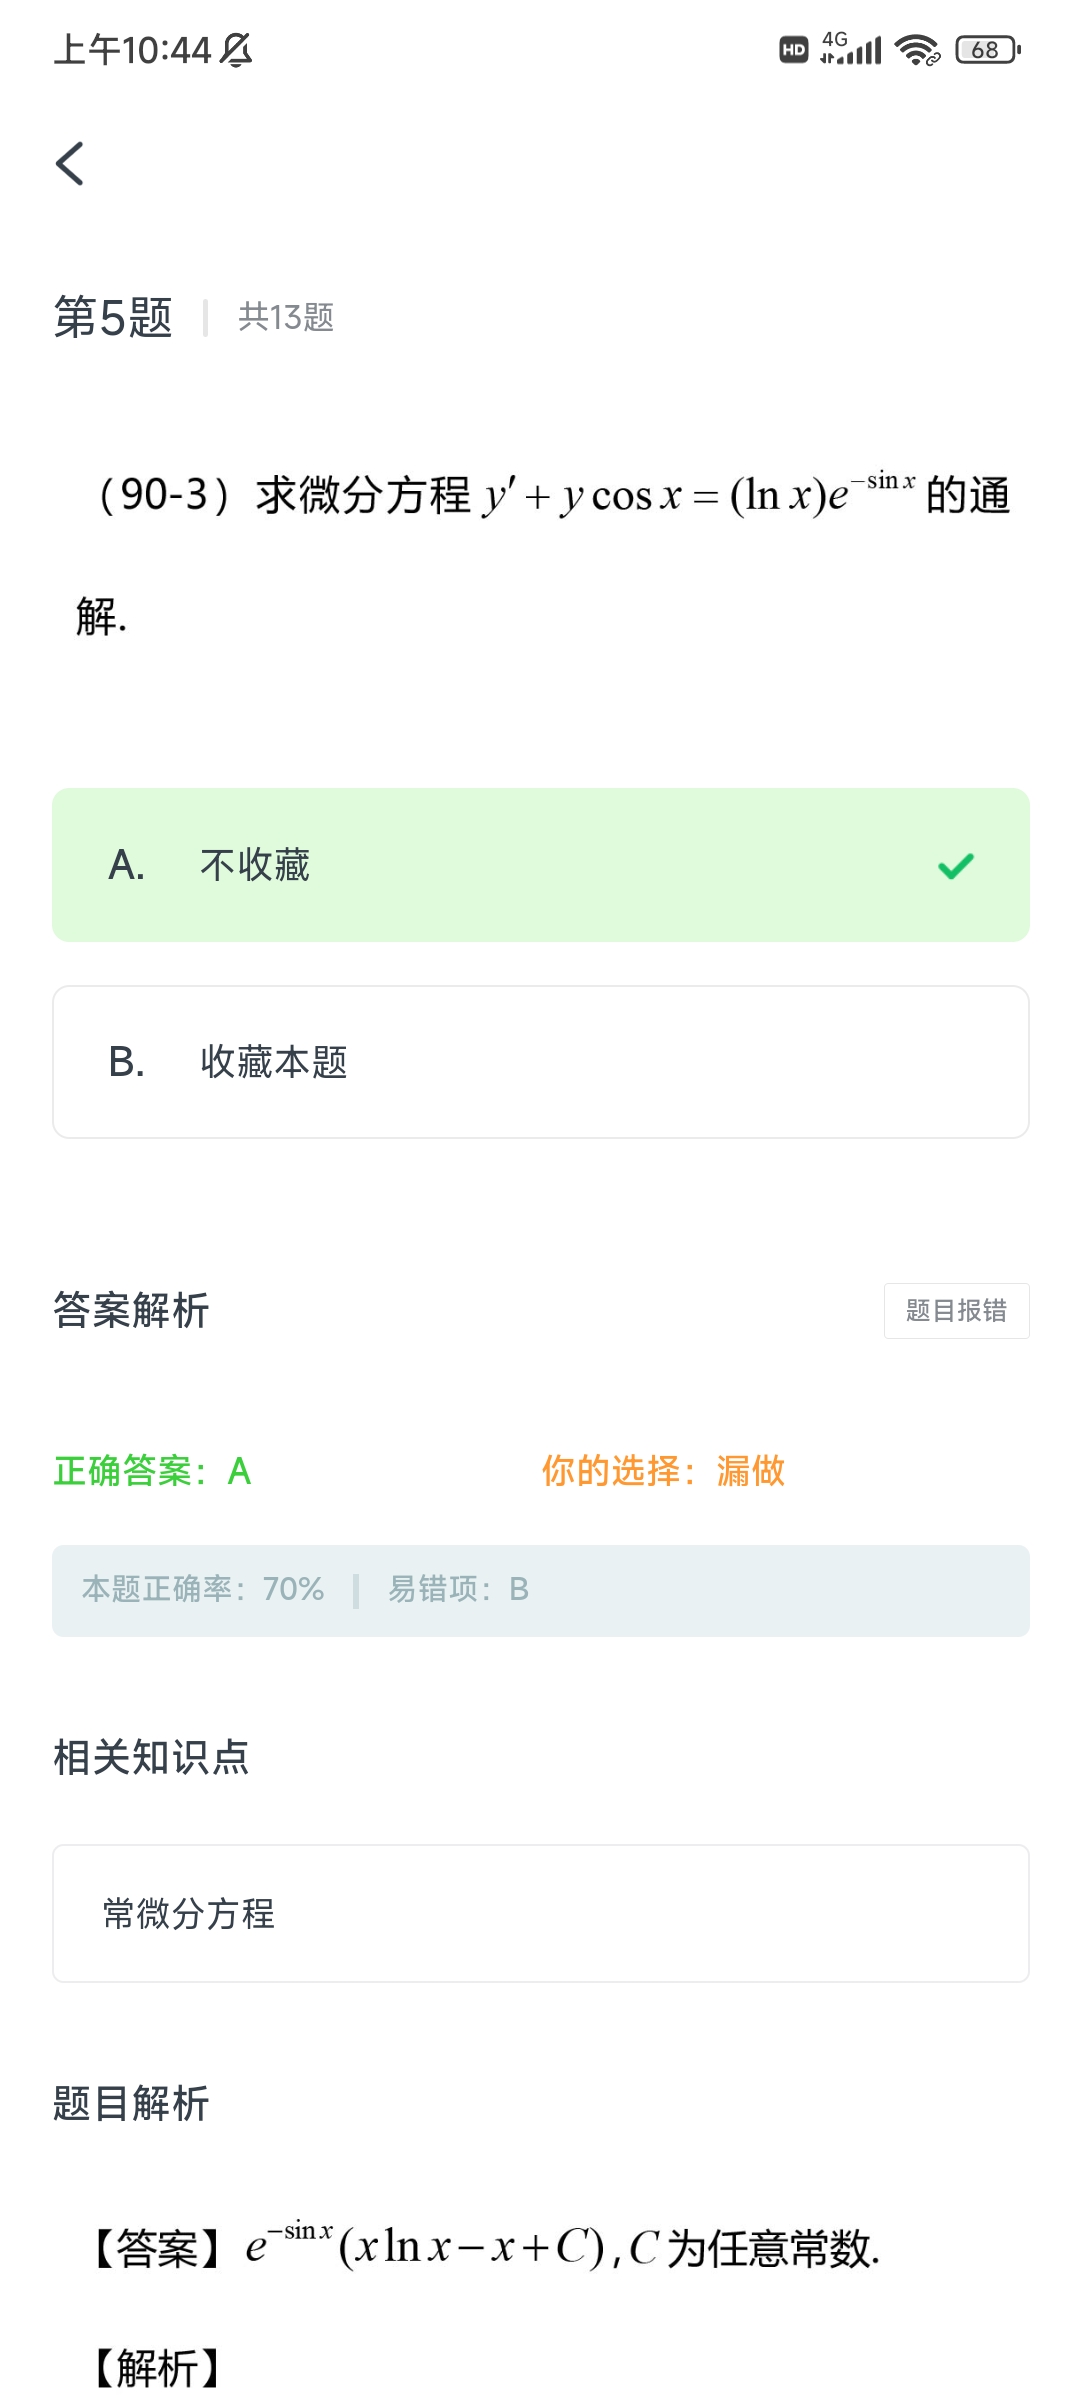 上午10:44 HD 4G 68
第5题 共13题
（90-3）求微分方程 y′ + y cos x = (ln x)e^{−sin x} 的通
解.
A. 不收藏
B. 收藏本题
答案解析 题目报错
正确答案：A 你的选择：漏做
本题正确率：70% 易错项：B
相关知识点
常微分方程
题目解析
【答案】e^{−sin x}(x ln x − x + C), C 为任意常数.
【解析】